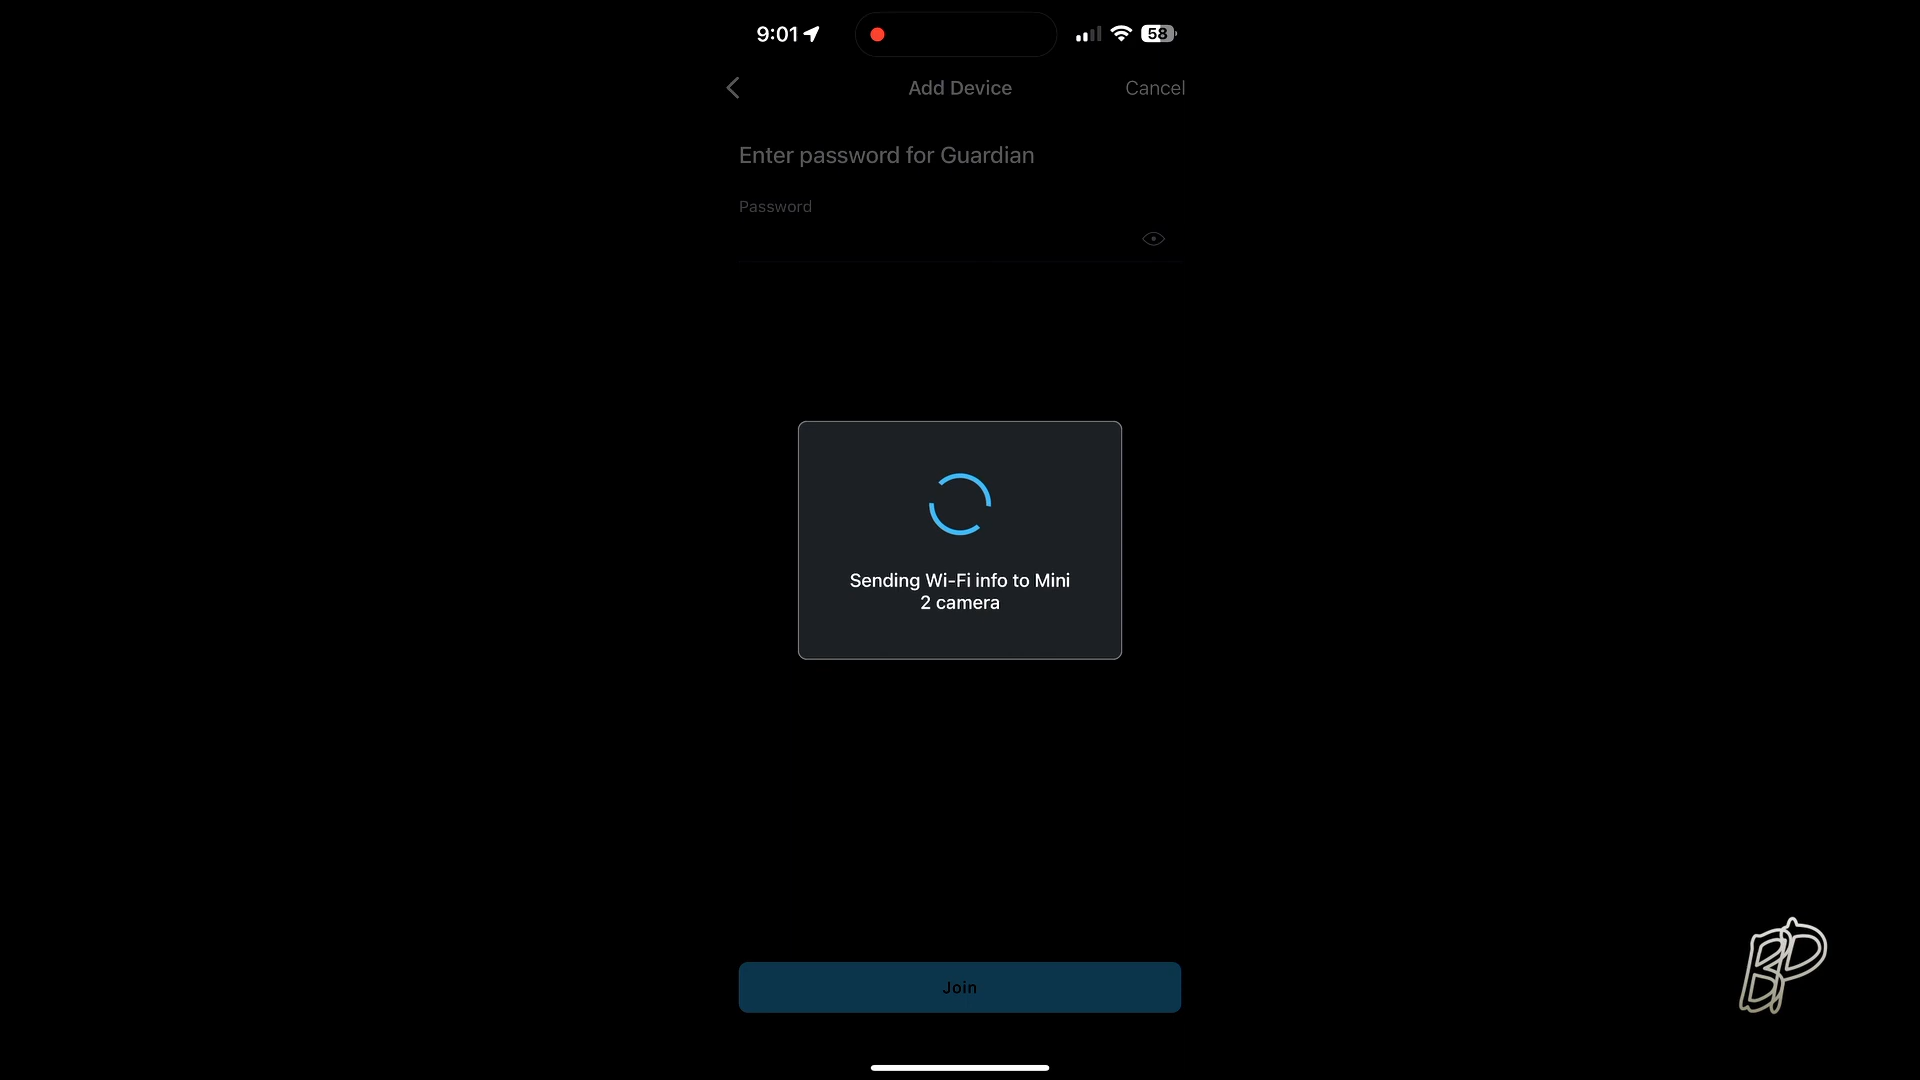 9:01
58
Add Device
Cancel
Enter password for Guardian
Password
Sending Wi-Fi info to Mini
2 camera
Join
BP